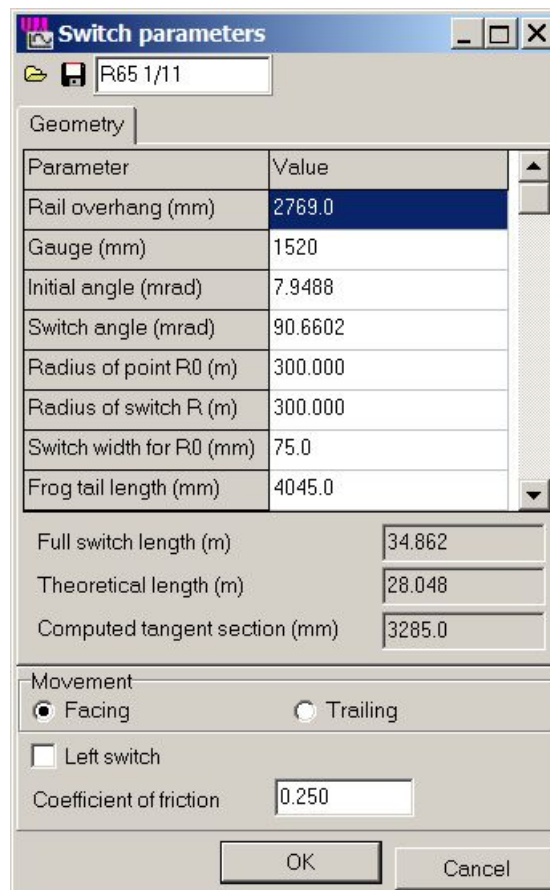 Switch parameters
R65 1/11
Geometry
Parameter Value
Rail overhang (mm) 2769.0
Gauge (mm) 1520
Initial angle (mrad) 7.9488
Switch angle (mrad) 90.6602
Radius of point R0 (m) 300.000
Radius of switch R (m) 300.000
Switch width for R0 (mm) 75.0
Frog tail length (mm) 4045.0
Full switch length (m) 34.862
Theoretical length (m) 28.048
Computed tangent section (mm) 3285.0
Movement
Facing Trailing
Left switch
Coefficient of friction 0.250
OK Cancel